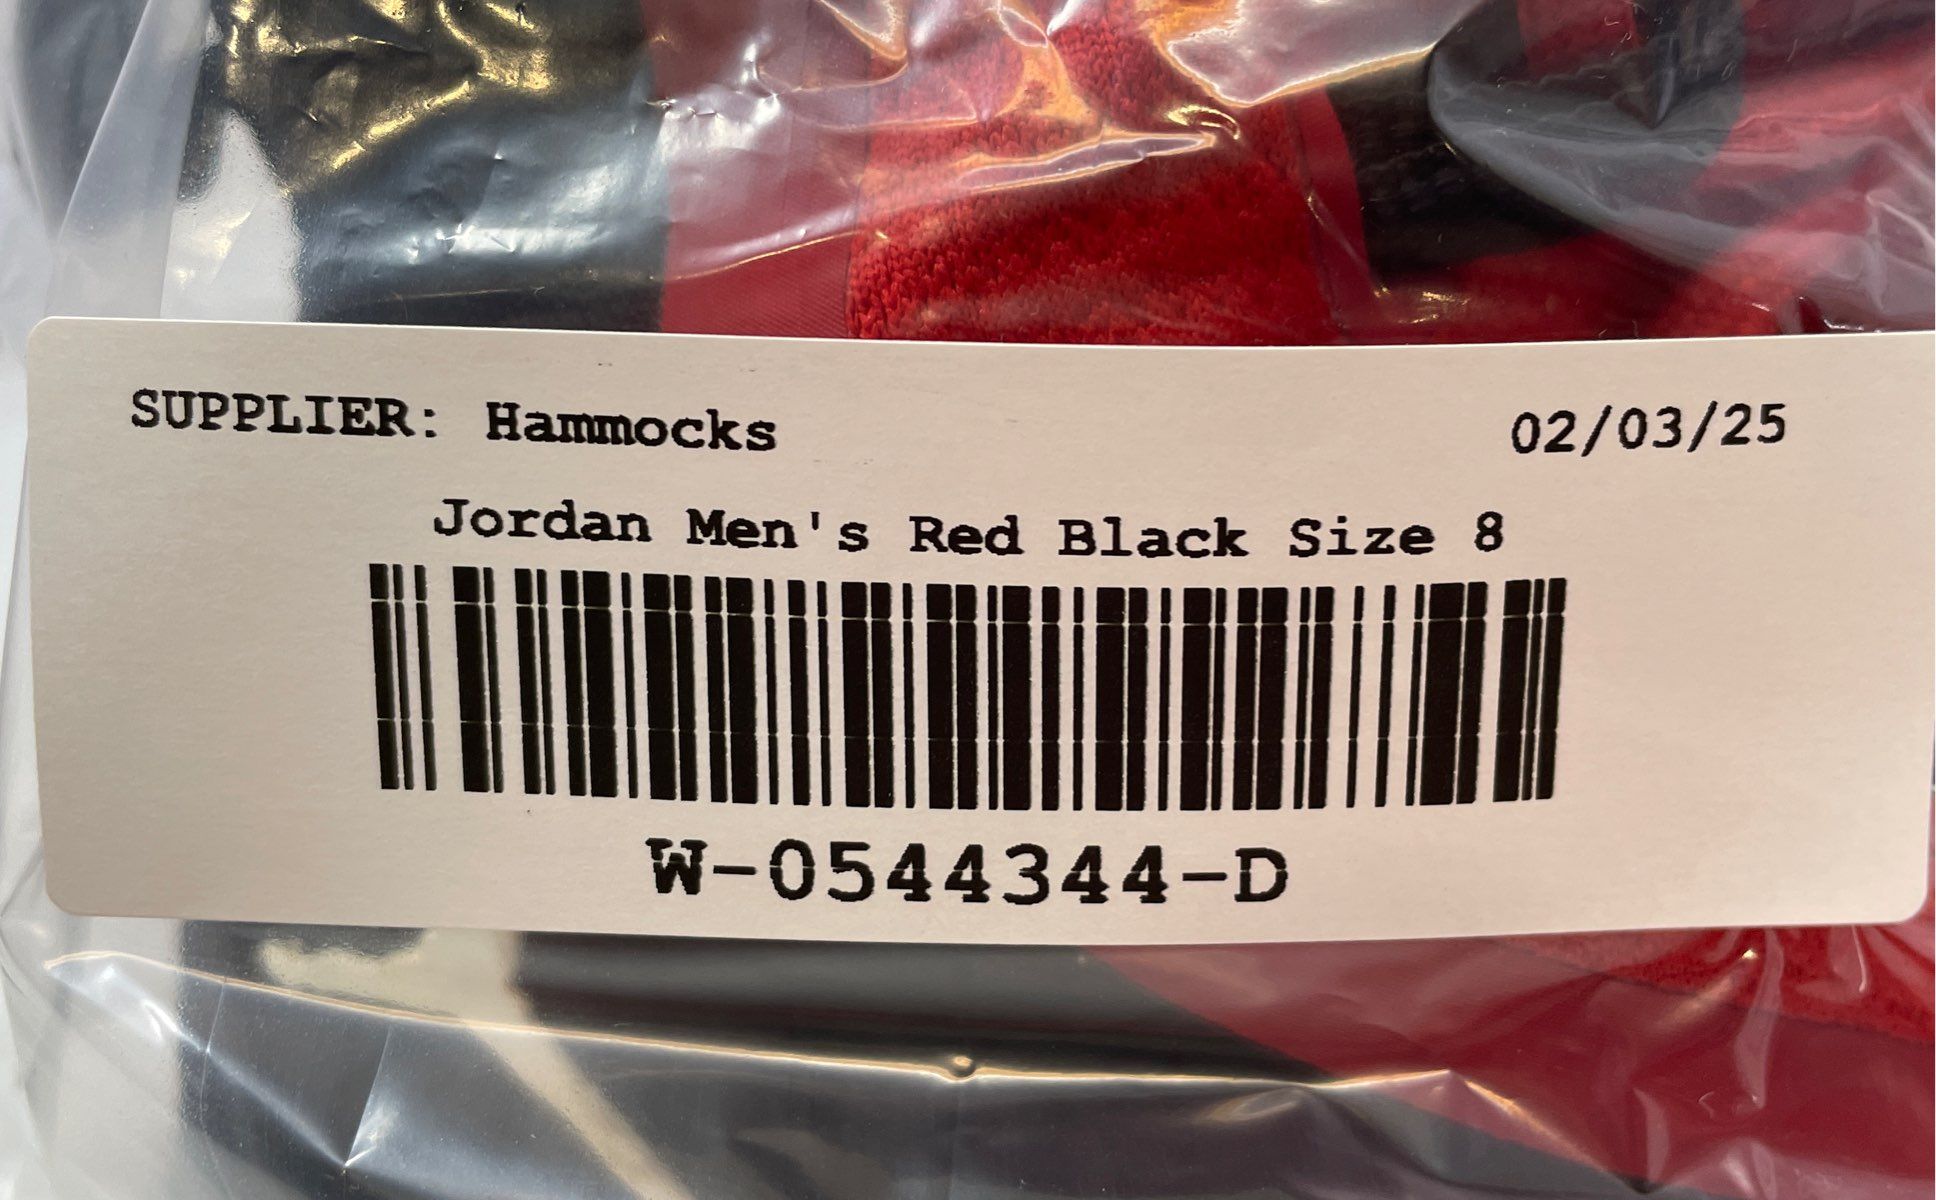 SUPPLIER: Hammocks 02/03/25
Jordan Men's Red Black Size 8
W-0544344-D